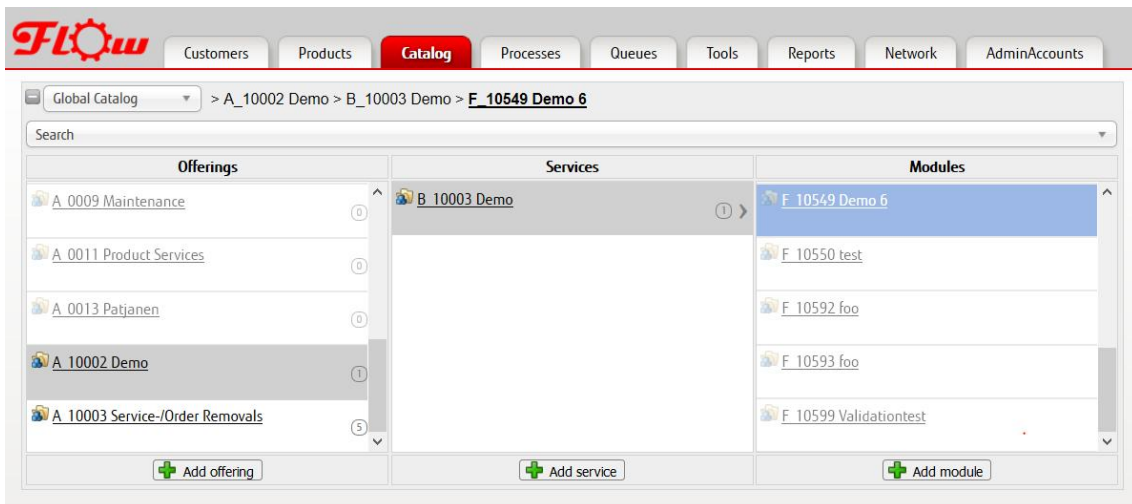 FLOW
Customers Products Catalog Processes Queues Tools Reports Network AdminAccounts
Global Catalog > A_10002 Demo > B_10003 Demo > F_10549 Demo 6
Search
Offerings Services Modules
A_0009 Maintenance 0
B_10003 Demo 1
F_10549 Demo 6
A_0011 Product Services 0
F_10550 test
A_0013 Patjanen 0
F_10592 foo
A_10002 Demo 1
F_10593 foo
A_10003 Service-/Order Removals 5
F_10599 Validationtest
Add offering Add service Add module